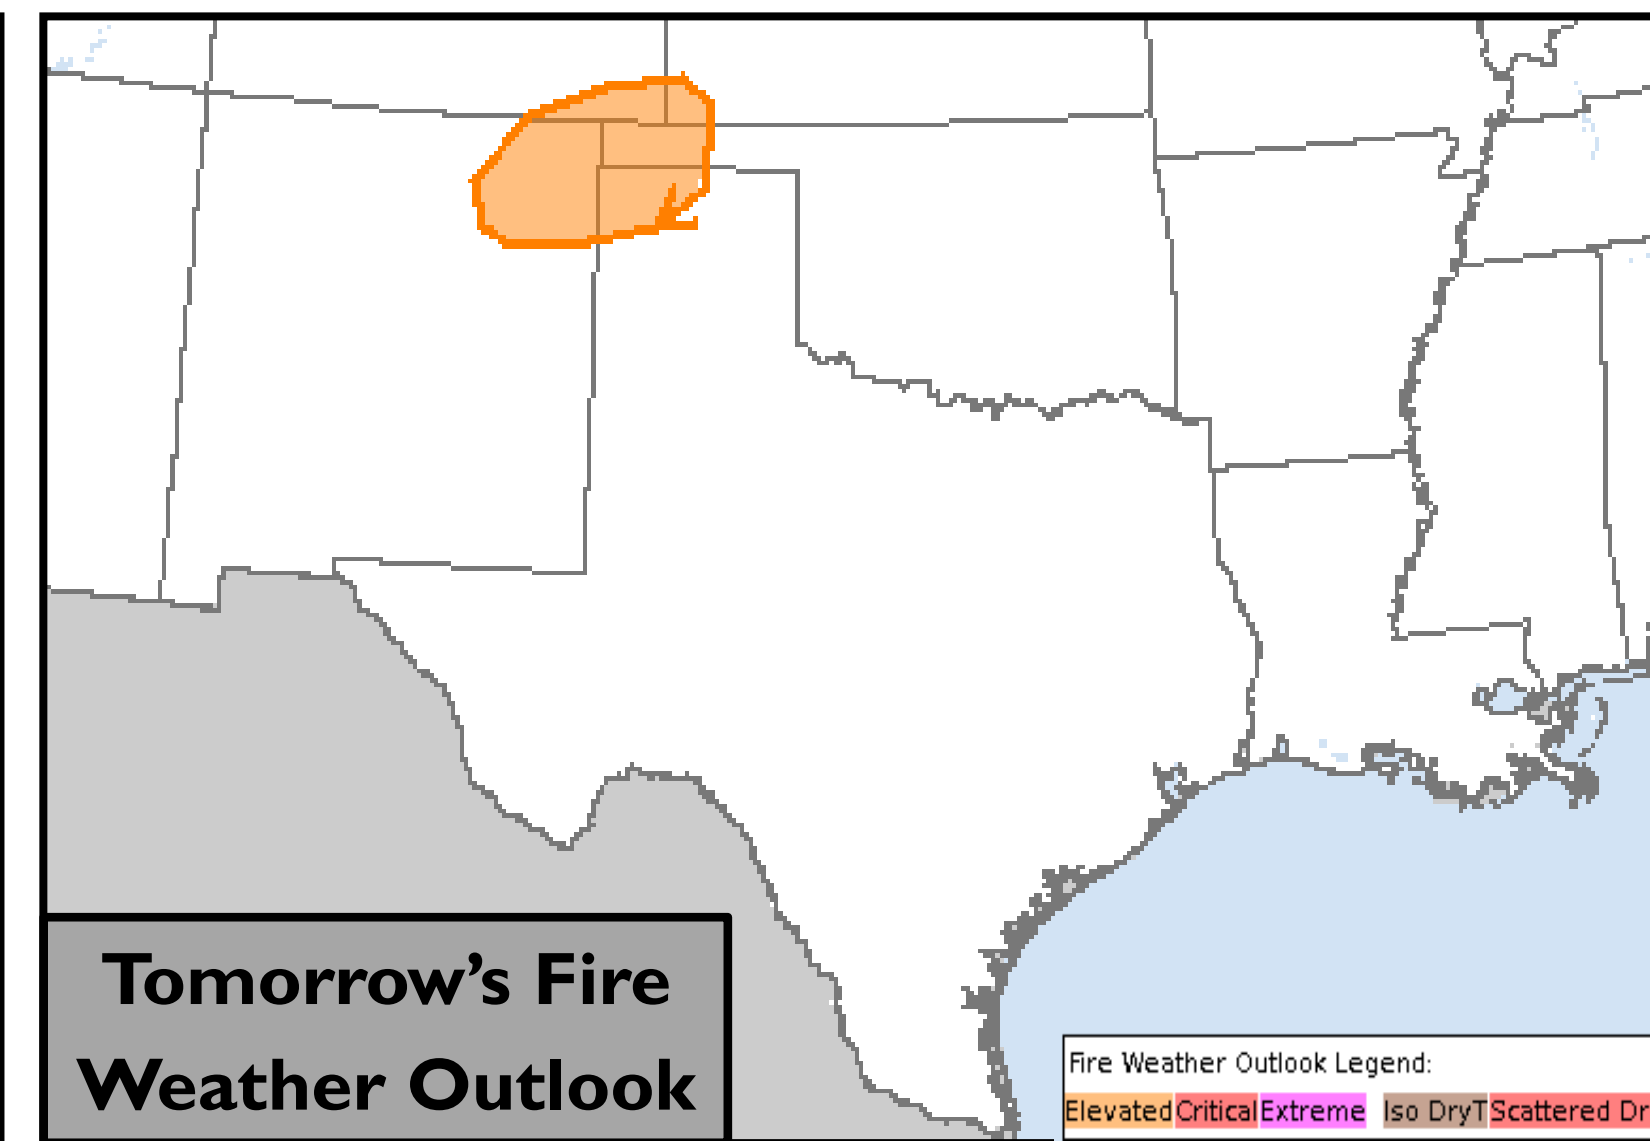 Tomorrow’s Fire
Weather Outlook
Fire Weather Outlook Legend:
Elevated Critical Extreme Iso DryT Scattered Dr